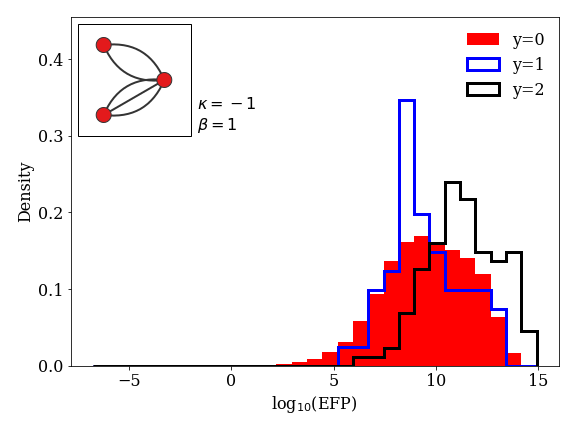 κ = −1
β = 1
y=0
y=1
y=2
Density
0.4
0.3
0.2
0.1
0.0
−5
0
5
10
15
log₁₀(EFP)